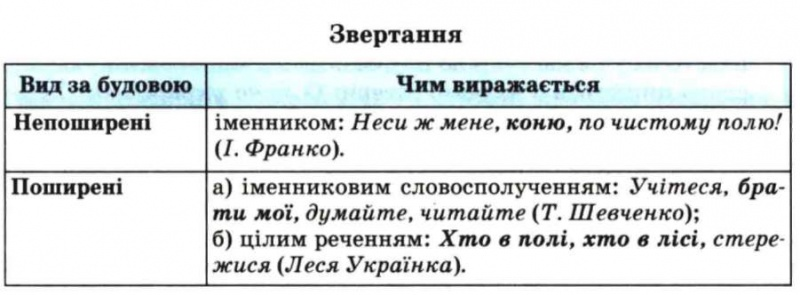 Звертання
Вид за будовою
Чим виражається
Непоширені
іменником: Неси ж мене, коню, по чистому полю!
(І. Франко).
Поширені
а) іменниковим словосполученням: Учітеся, бра-
ти мої, думайте, читайте (Т. Шевченко);
б) цілим реченням: Хто в полі, хто в лісі, стере-
жися (Леся Українка).